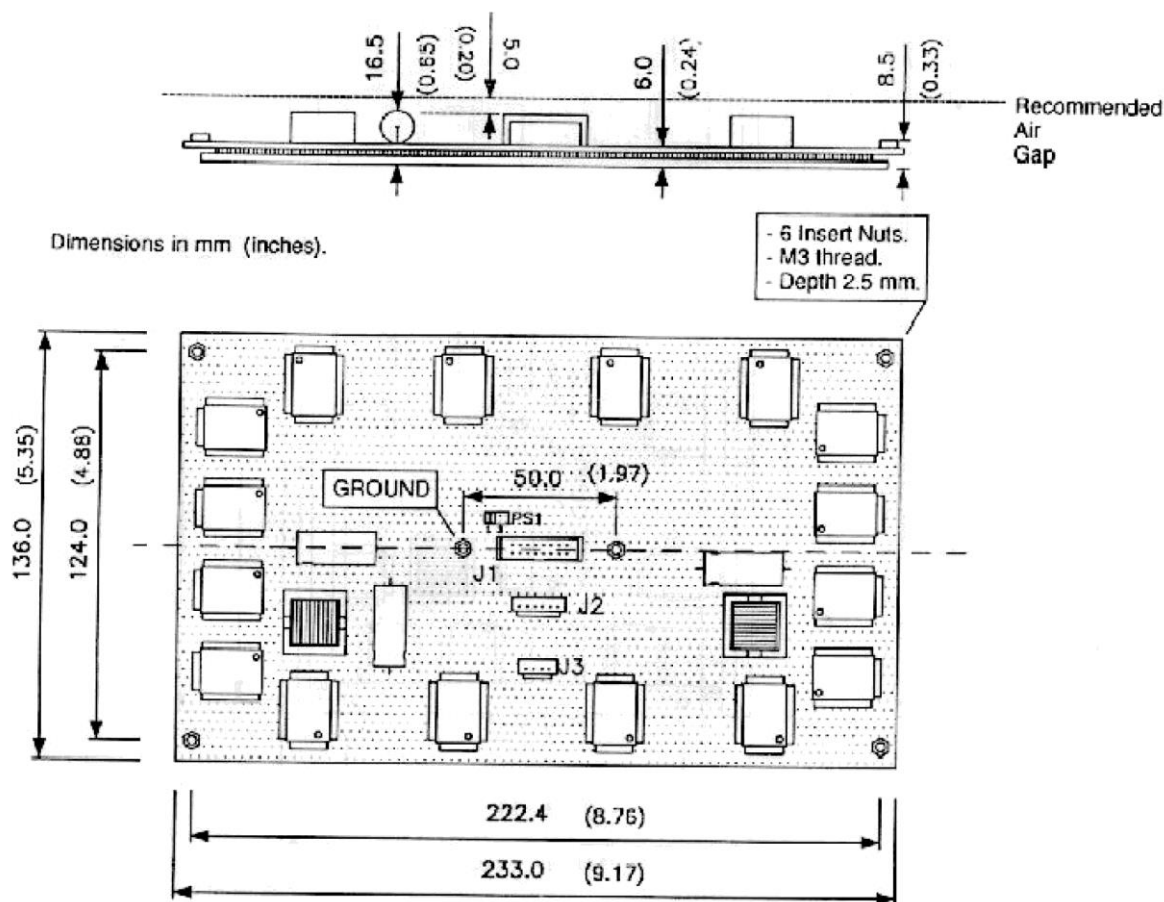 16.5
(0.65)
5.0
(0.20)
6.0
(0.24)
8.5
(0.33)
Recommended
Air
Gap
Dimensions in mm (inches).
- 6 Insert Nuts.
- M3 thread.
- Depth 2.5 mm.
136.0 (5.35)
124.0 (4.88)
GROUND
50.0 (1.97)
PS1
J1
J2
J3
222.4 (8.76)
233.0 (9.17)